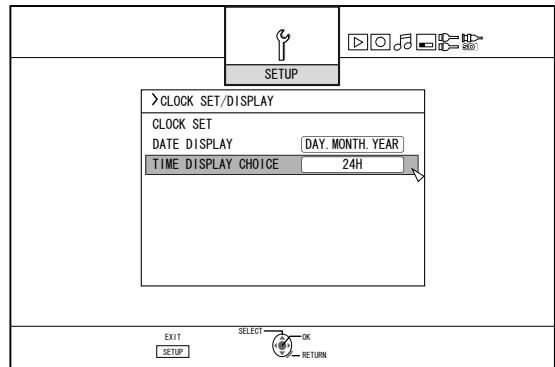 SETUP
>CLOCK SET/DISPLAY
CLOCK SET
DATE DISPLAY DAY.MONTH.YEAR
TIME DISPLAY CHOICE 24H
EXIT SELECT OK
SETUP RETURN